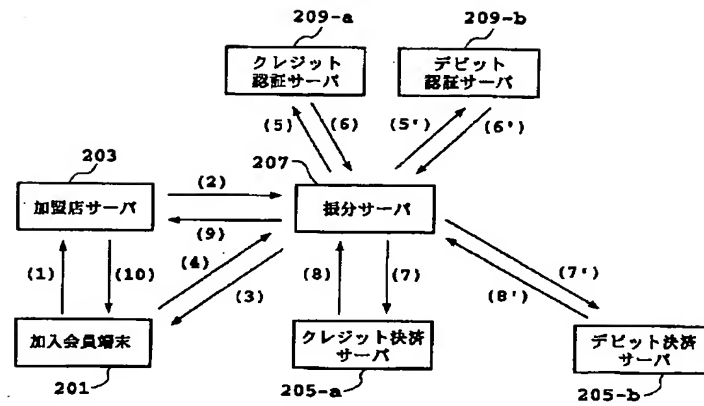 209-a
209-b
クレジット
認証サーバ
デビット
認証サーバ
(5)
(6)
(5')
(6')
203
207
加盟店サーバ
(2)
振分サーバ
(9)
(1)
(10)
(4)
(3)
(8)
(7)
(7')
(8')
加入会員端末
クレジット決済
サーバ
デビット決済
サーバ
201
205-a
205-b